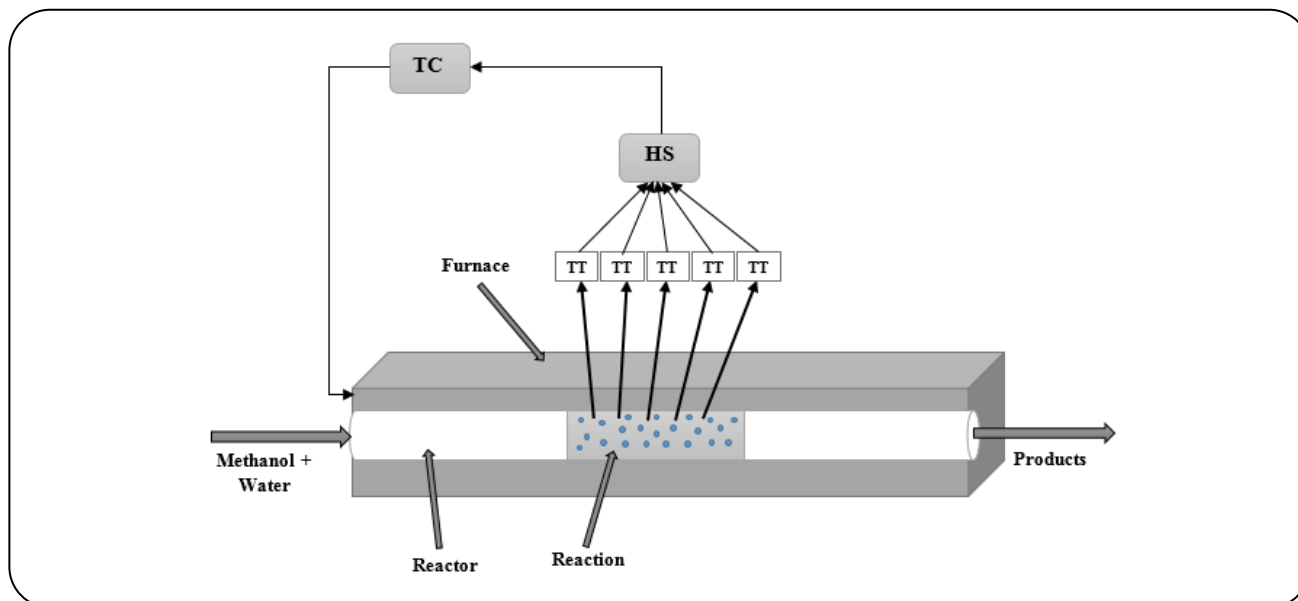 TC
HS
TT TT TT TT TT
Furnace
Methanol +
Water
Products
Reactor
Reaction